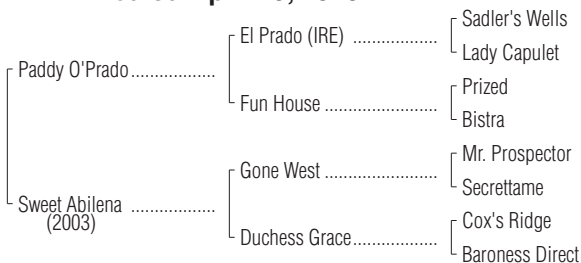 Sadler's Wells
El Prado (IRE) ....................
Lady Capulet
Paddy O'Prado....................
Prized
Fun House ..........................
Bistra
Mr. Prospector
Gone West ..........................
Secrettame
Sweet Abilena ....................
(2003)
Cox's Ridge
Duchess Grace....................
Baroness Direct